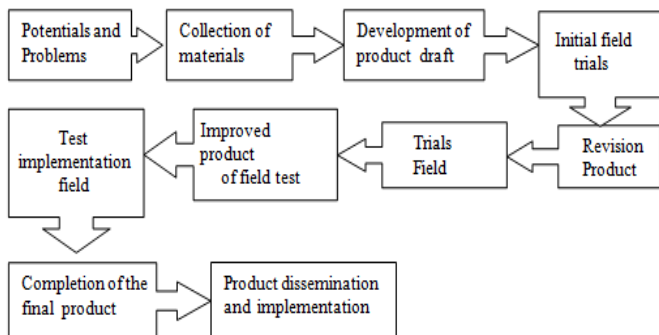 Potentials and
Problems
Collection of
materials
Development of
product draft
Initial field
trials
Revision
Product
Trials
Field
Improved
product
of field test
Test
implementation
field
Completion of the
final product
Product dissemination
and implementation